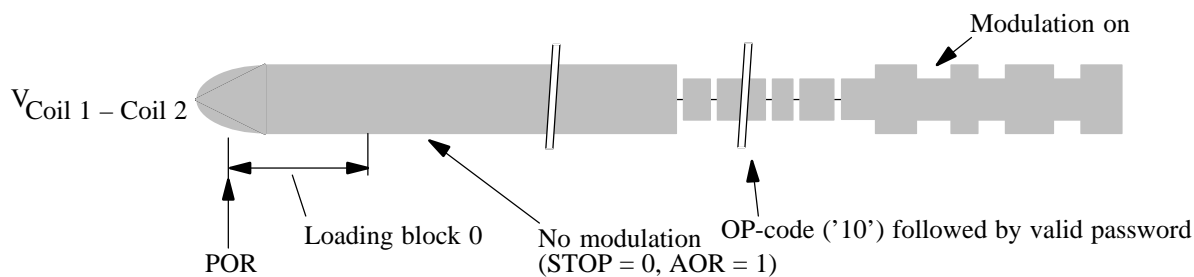 Modulation on
V Coil 1 – Coil 2
Loading block 0
No modulation
(STOP = 0, AOR = 1)
OP-code ('10') followed by valid password
POR